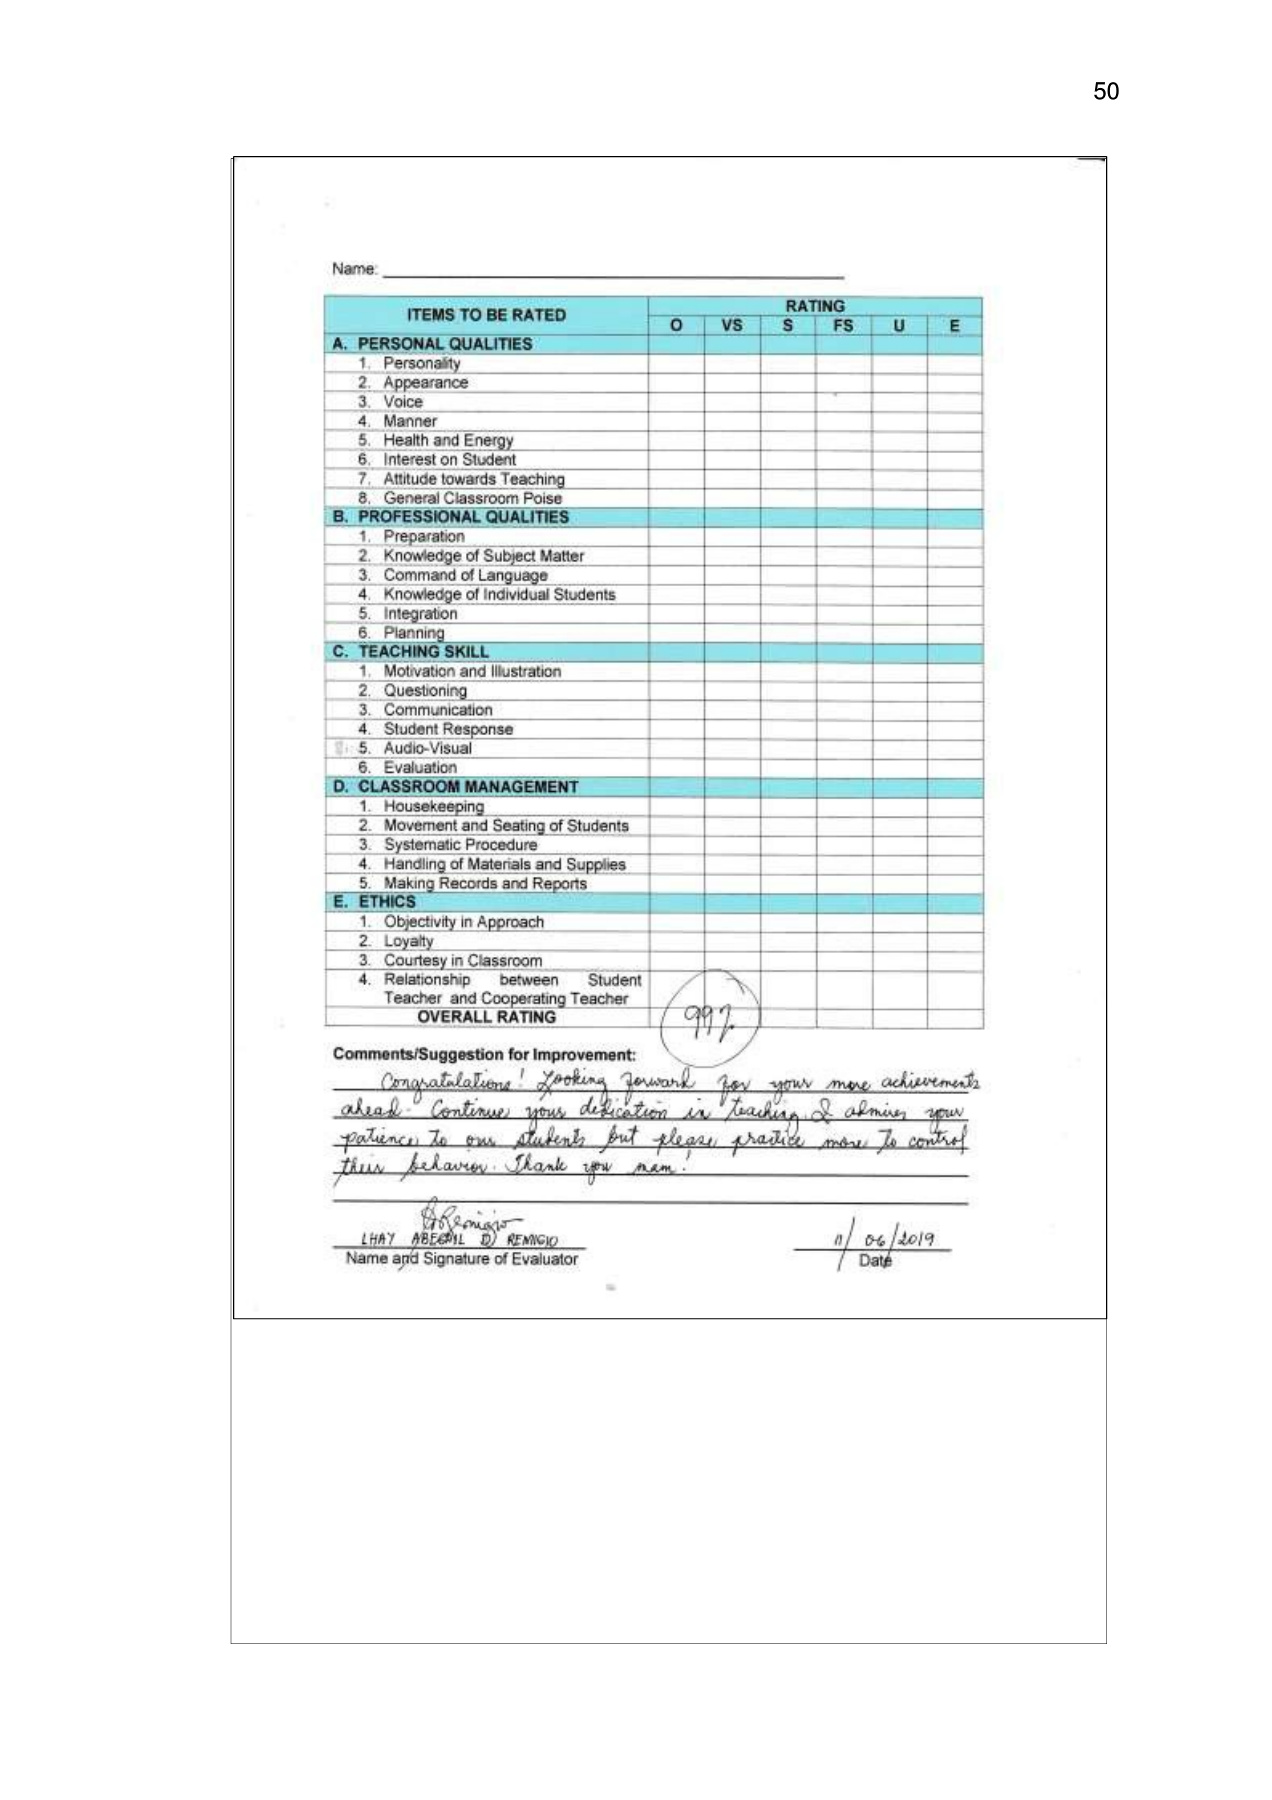 50
Name:
ITEMS TO BE RATED
RATING
O VS S FS U E
A. PERSONAL QUALITIES
1. Personality
2. Appearance
3. Voice
4. Manner
5. Health and Energy
6. Interest on Student
7. Attitude towards Teaching
8. General Classroom Poise
B. PROFESSIONAL QUALITIES
1. Preparation
2. Knowledge of Subject Matter
3. Command of Language
4. Knowledge of Individual Students
5. Integration
6. Planning
C. TEACHING SKILL
1. Motivation and Illustration
2. Questioning
3. Communication
4. Student Response
5. Audio-Visual
6. Evaluation
D. CLASSROOM MANAGEMENT
1. Housekeeping
2. Movement and Seating of Students
3. Systematic Procedure
4. Handling of Materials and Supplies
5. Making Records and Reports
E. ETHICS
1. Objectivity in Approach
2. Loyalty
3. Courtesy in Classroom
4. Relationship between Student
Teacher and Cooperating Teacher
OVERALL RATING 99%
Comments/Suggestion for Improvement:
Congratulations! Looking forward for your more achievements
ahead. Continue your dedication in teaching. I admires your
patience to our students but please practice more to control
their behavior. Thank you mam!
LHAY ABEGAIL D. REMIGIO
11/06/2019
Name and Signature of Evaluator
Date